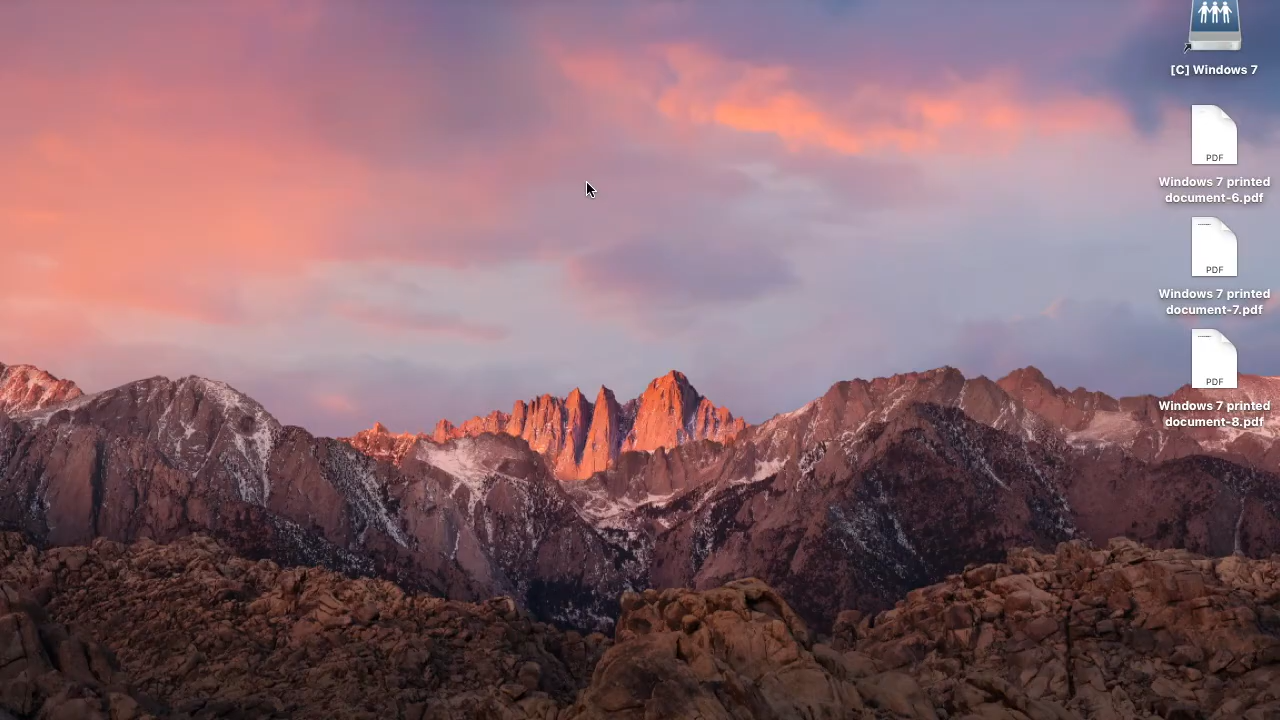 [C] Windows 7
PDF
Windows 7 printed
document-6.pdf
PDF
Windows 7 printed
document-7.pdf
PDF
Windows 7 printed
document-8.pdf